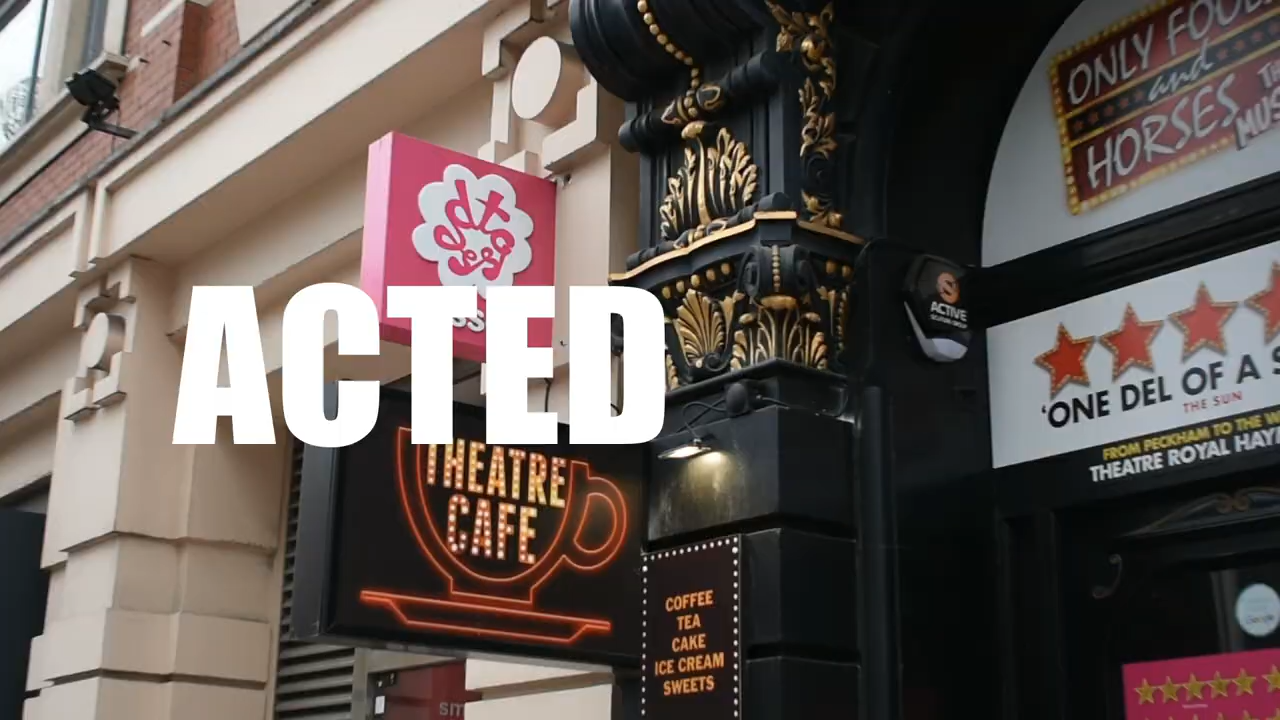 ONLY FOOLS
and
HORSES
ACTED
THEATRE
CAFE
COFFEE
TEA
CAKE
ICE CREAM
SWEETS
ACTIVE
'ONE DEL OF A
THE SUN
FROM PECKHAM TO THE
THEATRE ROYAL